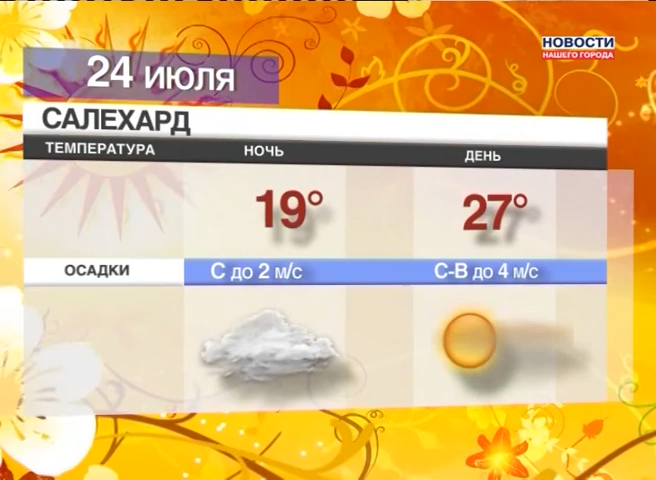 НОВОСТИ
НАШЕГО ГОРОДА
24 ИЮЛЯ
САЛЕХАРД
ТЕМПЕРАТУРА НОЧЬ ДЕНЬ
19° 27°
ОСАДКИ С до 2 м/с С-В до 4 м/с